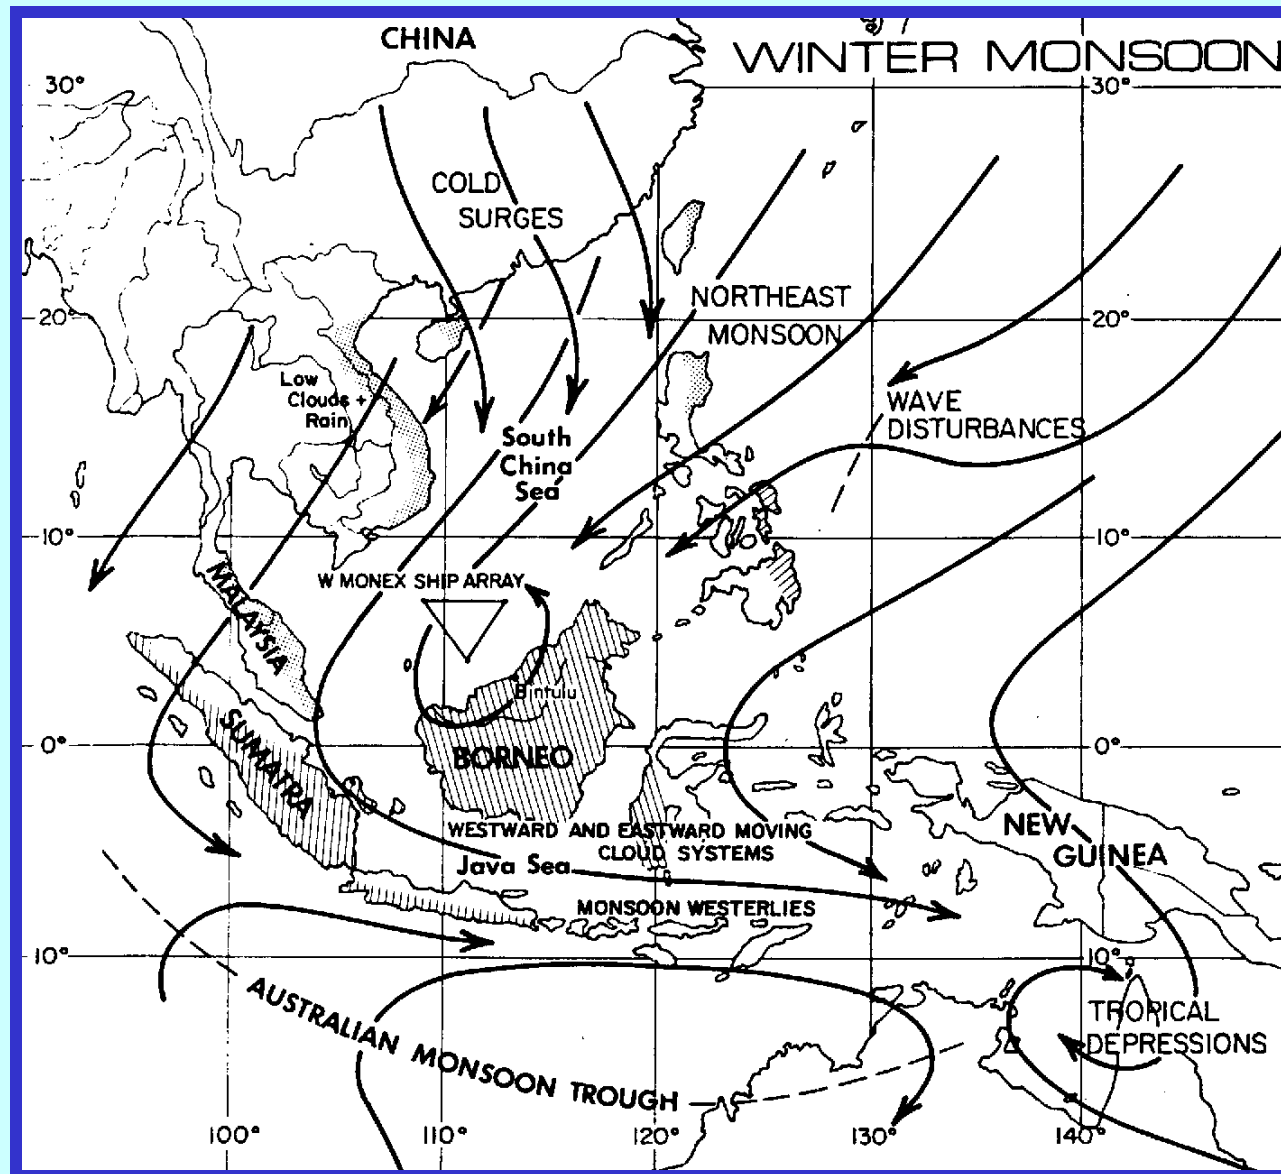 CHINA
WINTER MONSOON
30°
30°
COLD
SURGES
NORTHEAST
MONSOON
20°
20°
Low
Clouds +
Rain
WAVE
DISTURBANCES
South
China
Sea
10°
10°
W MONEX SHIP ARRAY
MALAYSIA
Bintulu
SUMATRA
0°
BORNEO
0°
WESTWARD AND EASTWARD MOVING
CLOUD SYSTEMS
NEW
GUINEA
Java Sea
MONSOON WESTERLIES
10°
10°
AUSTRALIAN MONSOON TROUGH
TROPICAL
DEPRESSIONS
100°
110°
120°
130°
140°